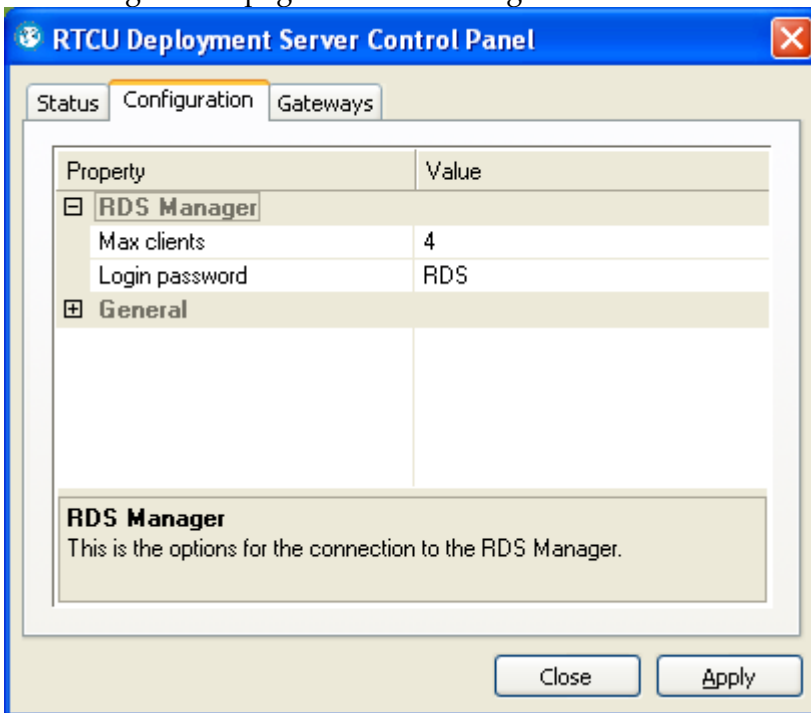 RTCU Deployment Server Control Panel
Status Configuration Gateways
Property Value
RDS Manager
Max clients 4
Login password RDS
General
RDS Manager
This is the options for the connection to the RDS Manager.
Close Apply